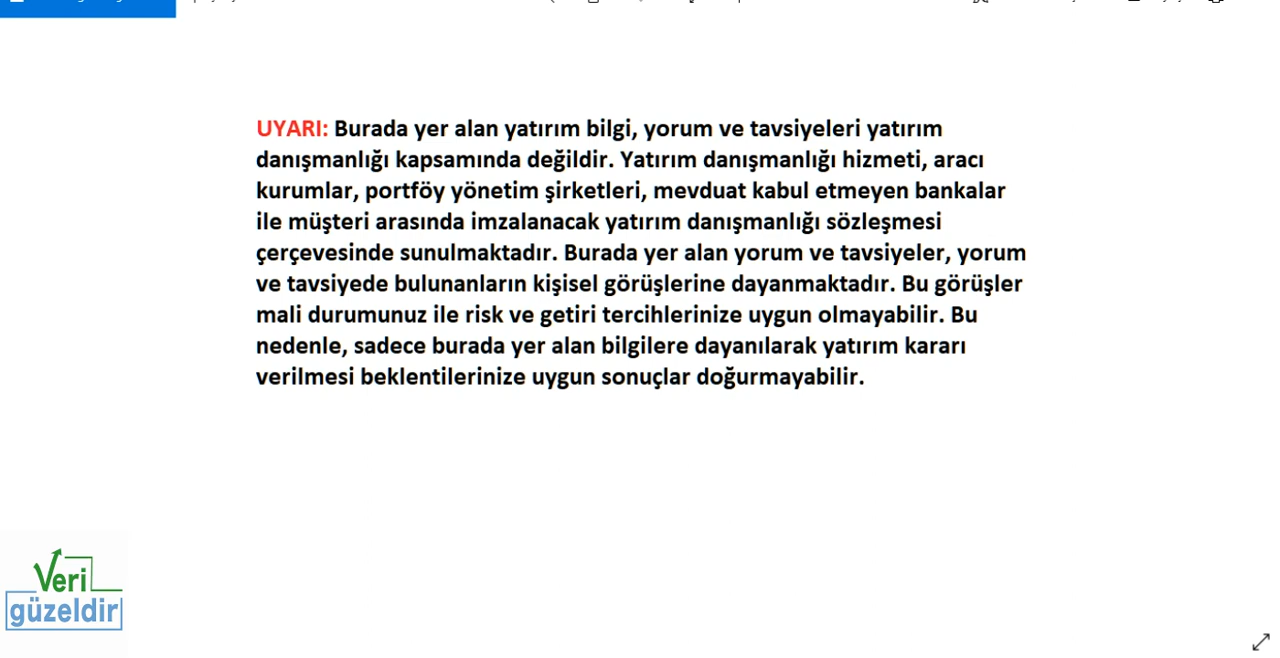 UYARI: Burada yer alan yatırım bilgi, yorum ve tavsiyeleri yatırım
danışmanlığı kapsamında değildir. Yatırım danışmanlığı hizmeti, aracı
kurumlar, portföy yönetim şirketleri, mevduat kabul etmeyen bankalar
ile müşteri arasında imzalanacak yatırım danışmanlığı sözleşmesi
çerçevesinde sunulmaktadır. Burada yer alan yorum ve tavsiyeler, yorum
ve tavsiyede bulunanların kişisel görüşlerine dayanmaktadır. Bu görüşler
mali durumunuz ile risk ve getiri tercihlerinize uygun olmayabilir. Bu
nedenle, sadece burada yer alan bilgilere dayanılarak yatırım kararı
verilmesi beklentilerinize uygun sonuçlar doğurmayabilir.
Veri
güzeldir